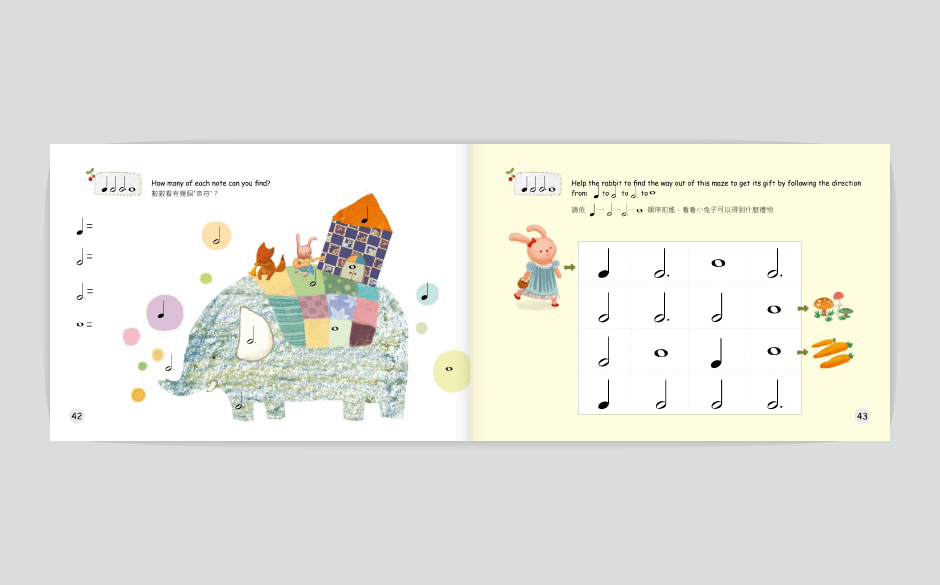 How many of each note can you find?
數數看有幾個"音符"？
=
=
=
=
42
Help the rabbit to find the way out of this maze to get its gift by following the direction
from to to to
請依 順序前進，看看小兔子可以得到什麼禮物
43